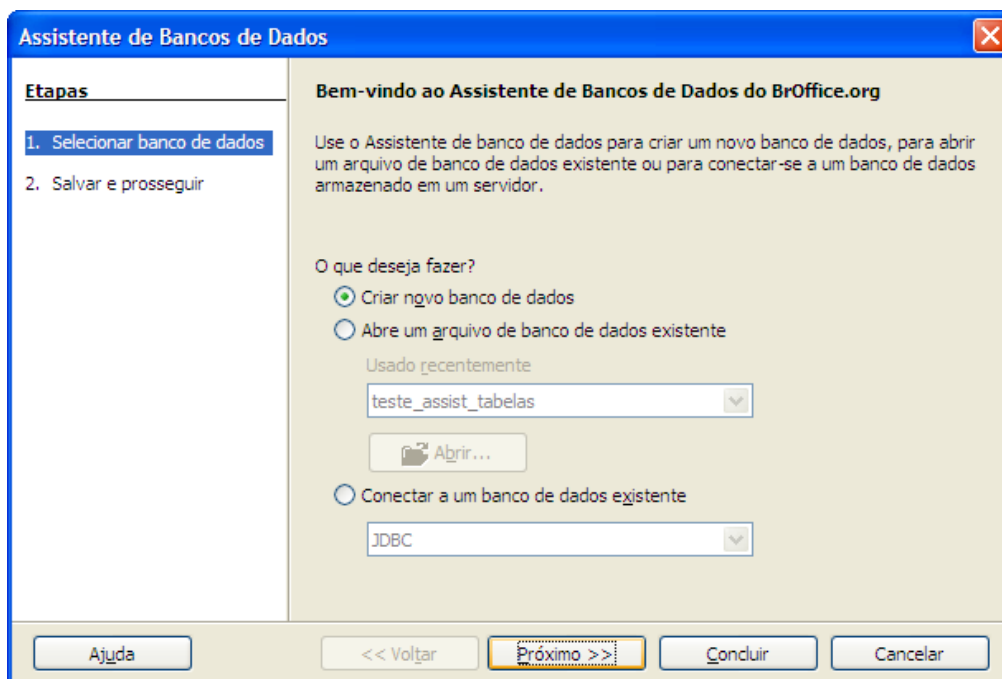 Assistente de Bancos de Dados
Etapas
1. Selecionar banco de dados
2. Salvar e prosseguir
Bem-vindo ao Assistente de Bancos de Dados do BrOffice.org
Use o Assistente de banco de dados para criar um novo banco de dados, para abrir
um arquivo de banco de dados existente ou para conectar-se a um banco de dados
armazenado em um servidor.
O que deseja fazer?
Criar novo banco de dados
Abre um arquivo de banco de dados existente
Usado recentemente
teste_assist_tabelas
Abrir...
Conectar a um banco de dados existente
JDBC
Ajuda
<< Voltar
Próximo >>
Concluir
Cancelar